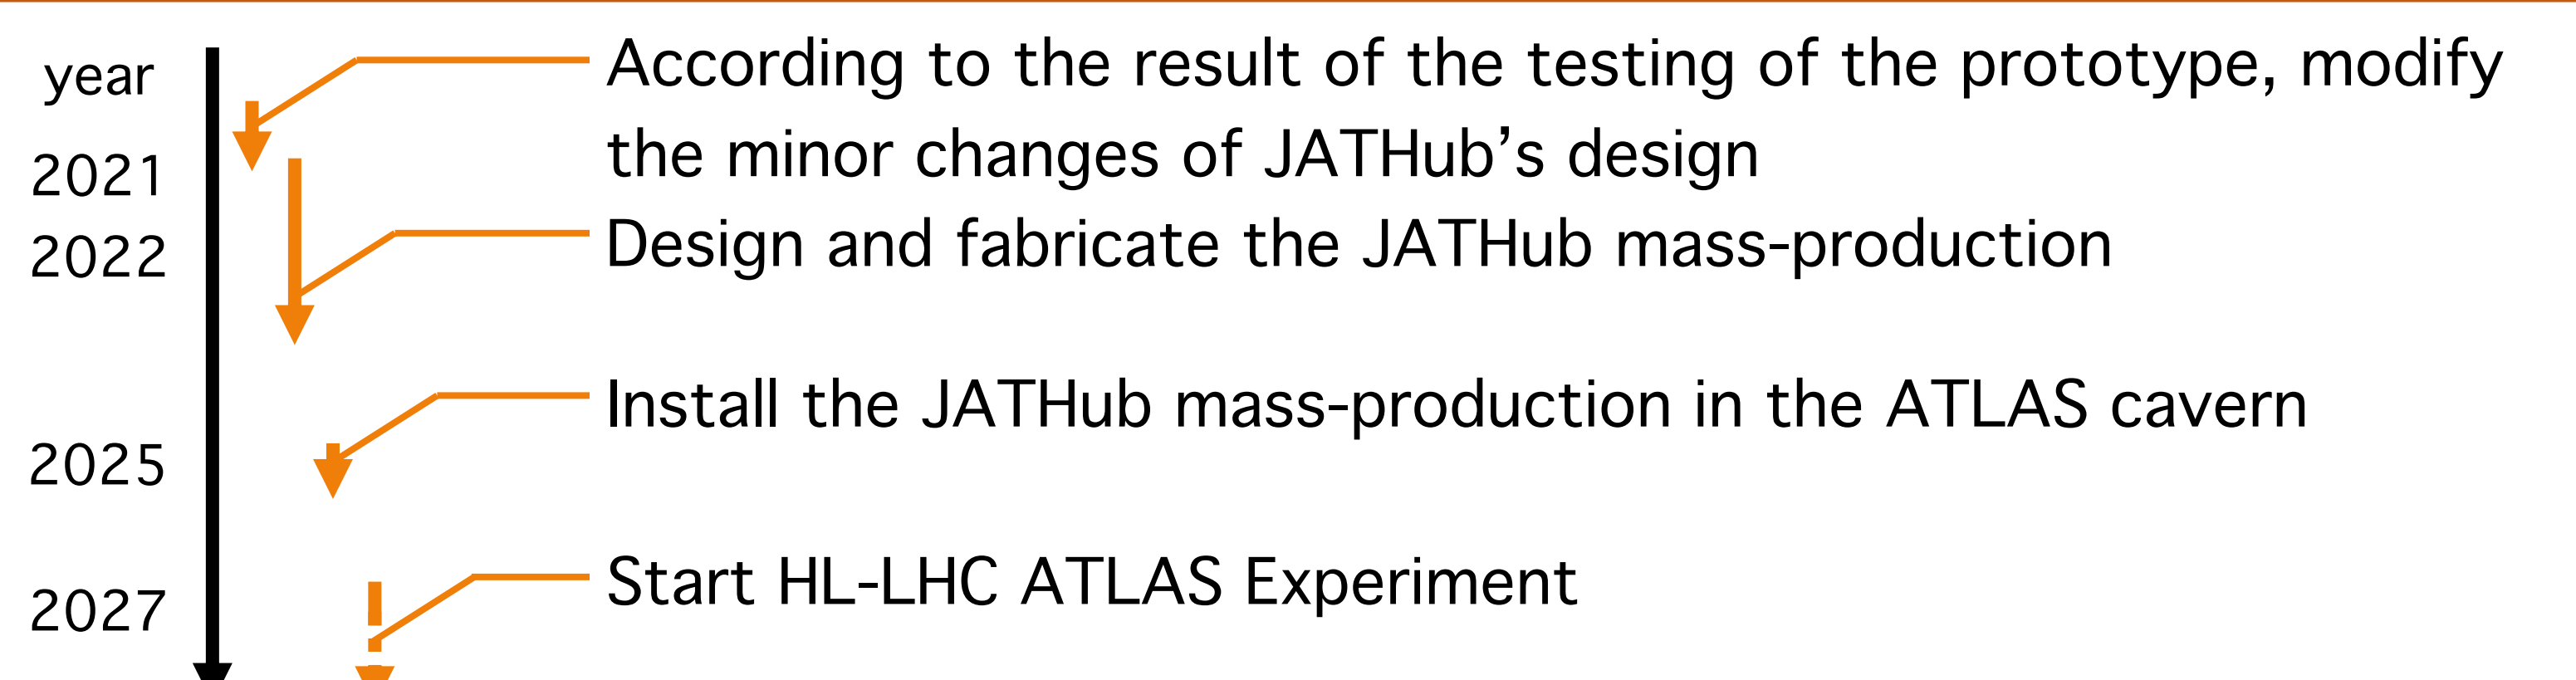 year
According to the result of the testing of the prototype, modify
the minor changes of JATHub’s design
2021
2022
Design and fabricate the JATHub mass-production
Install the JATHub mass-production in the ATLAS cavern
2025
Start HL-LHC ATLAS Experiment
2027